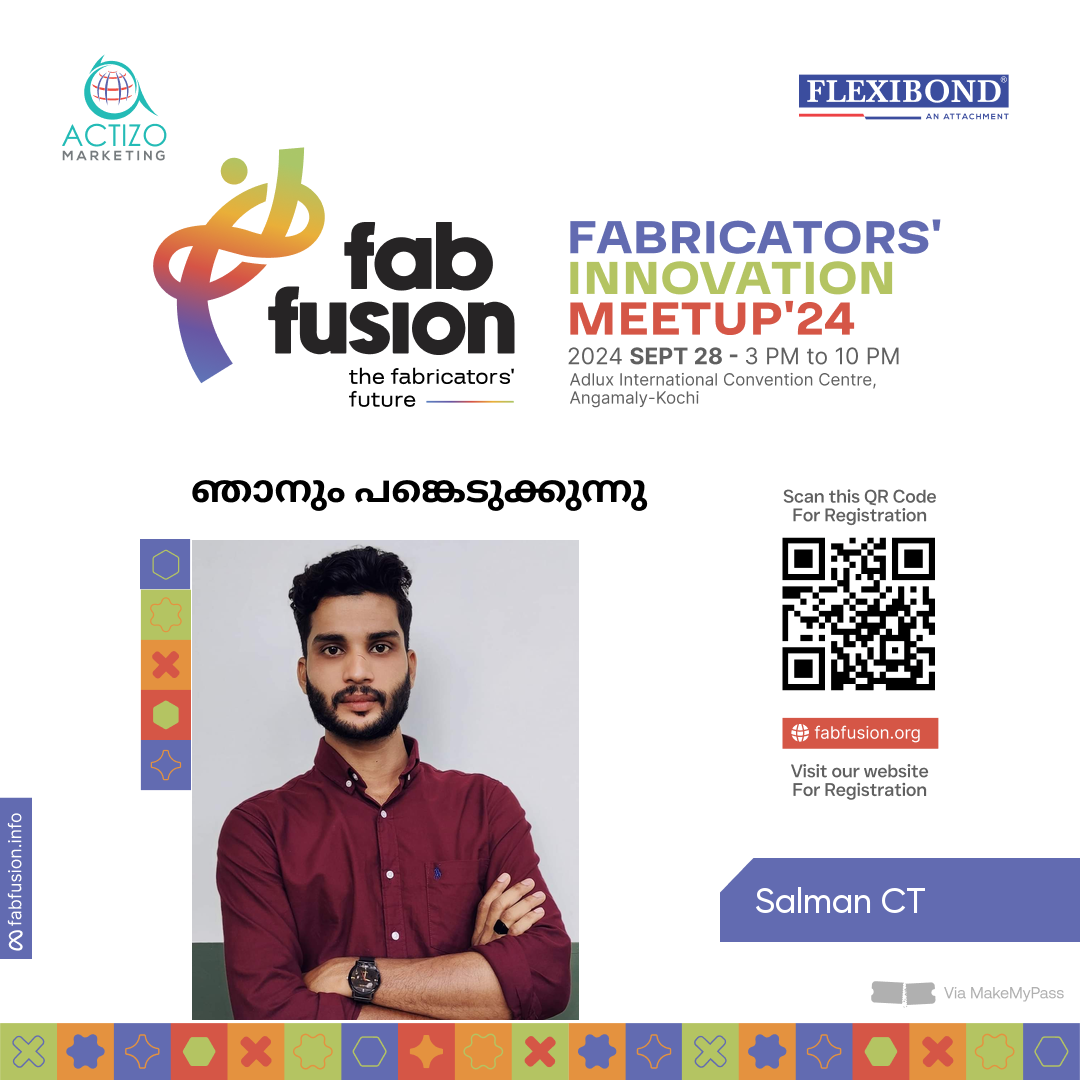 ACTIZO
MARKETING
FLEXIBOND®
AN ATTACHMENT
fab
fusion
the fabricators'
future
FABRICATORS'
INNOVATION
MEETUP'24
2024 SEPT 28 - 3 PM to 10 PM
Adlux International Convention Centre,
Angamaly-Kochi
ഞാനും പങ്കെടുക്കുന്നു
Scan this QR Code
For Registration
fabfusion.org
Visit our website
For Registration
fabfusion.info
Salman CT
Via MakeMyPass